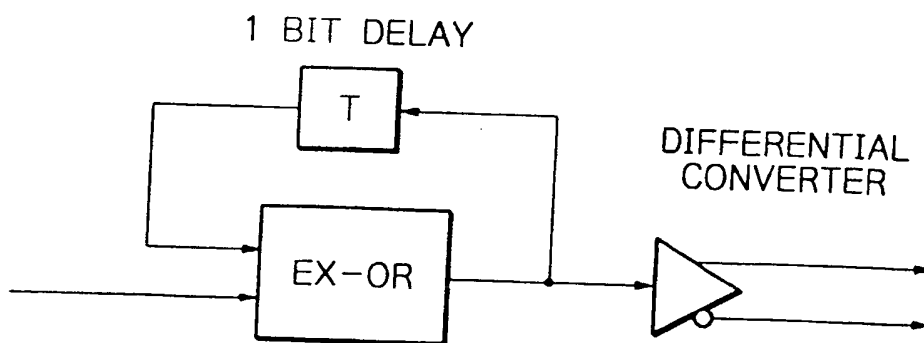 1 BIT DELAY
T
DIFFERENTIAL
CONVERTER
EX-OR